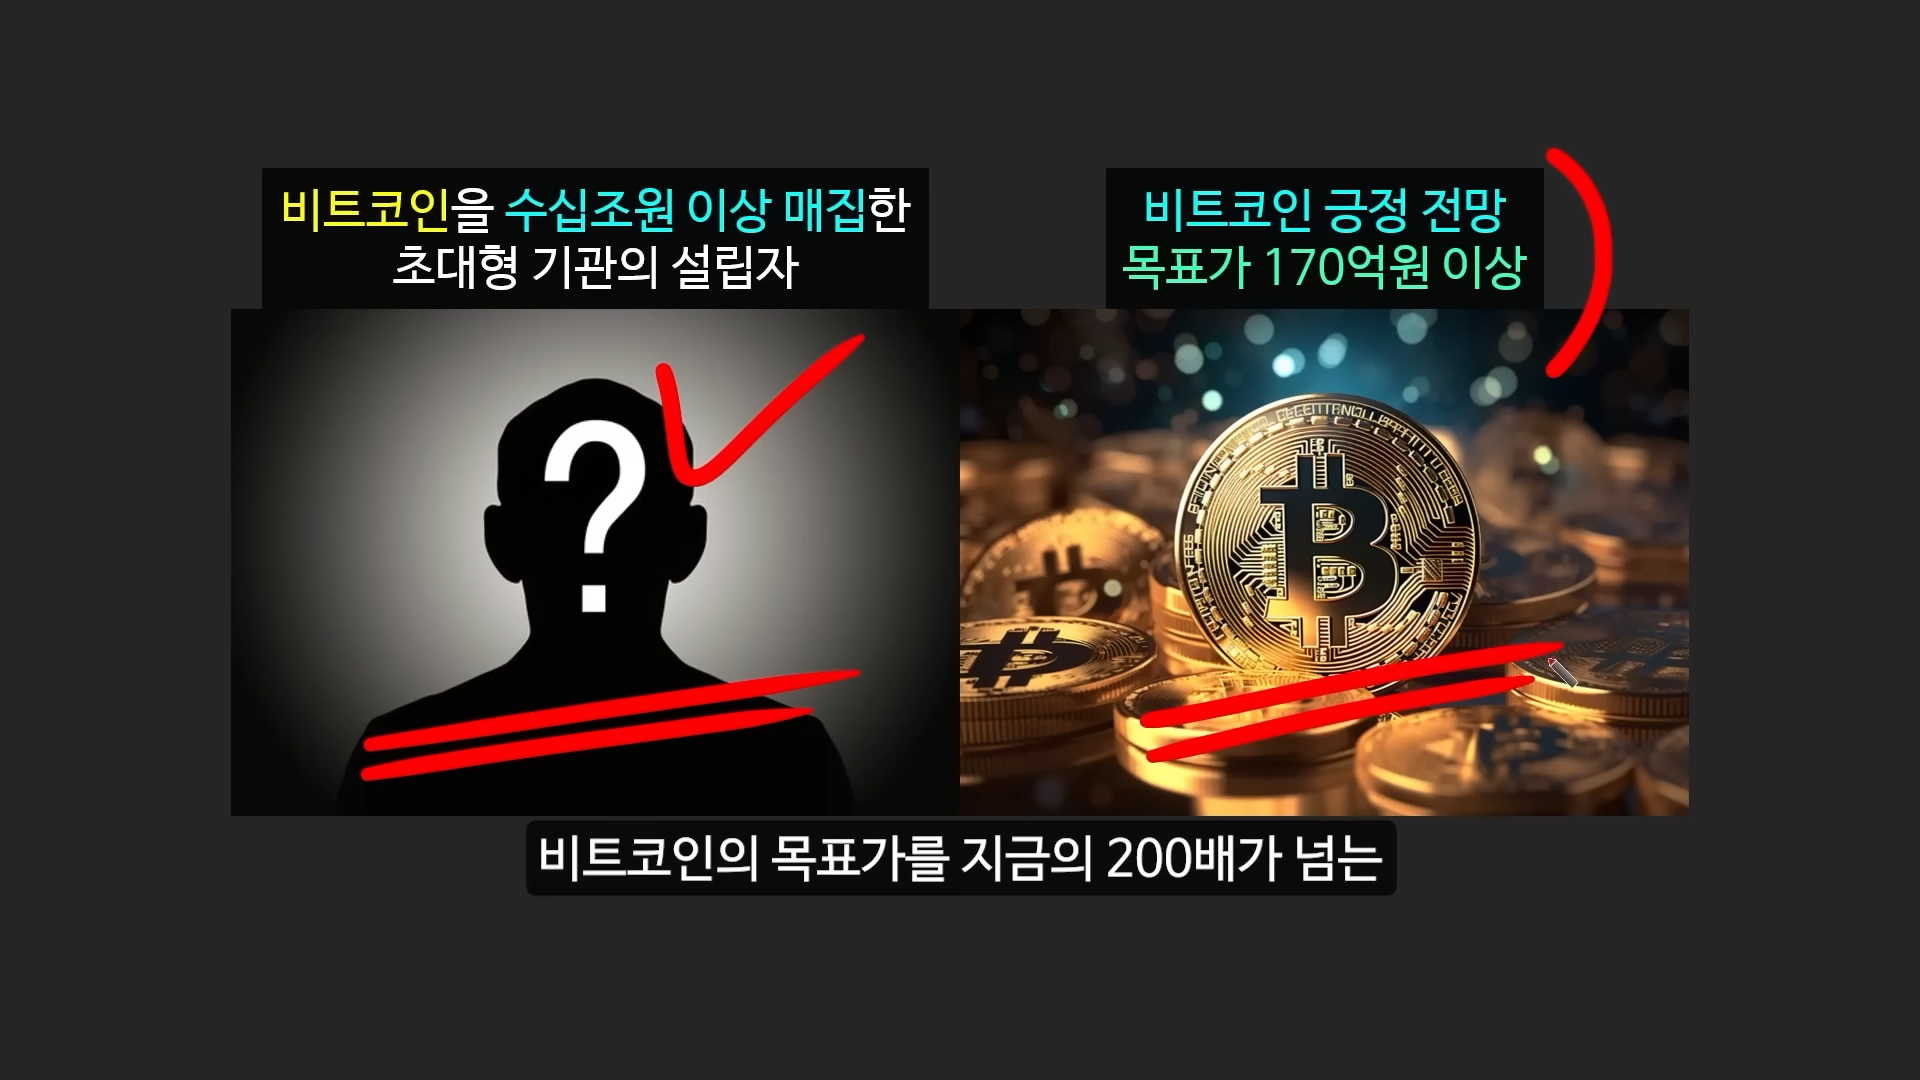 비트코인을 수십조원 이상 매집한
초대형 기관의 설립자
비트코인 긍정 전망
목표가 170억원 이상
?
비트코인의 목표가를 지금의 200배가 넘는